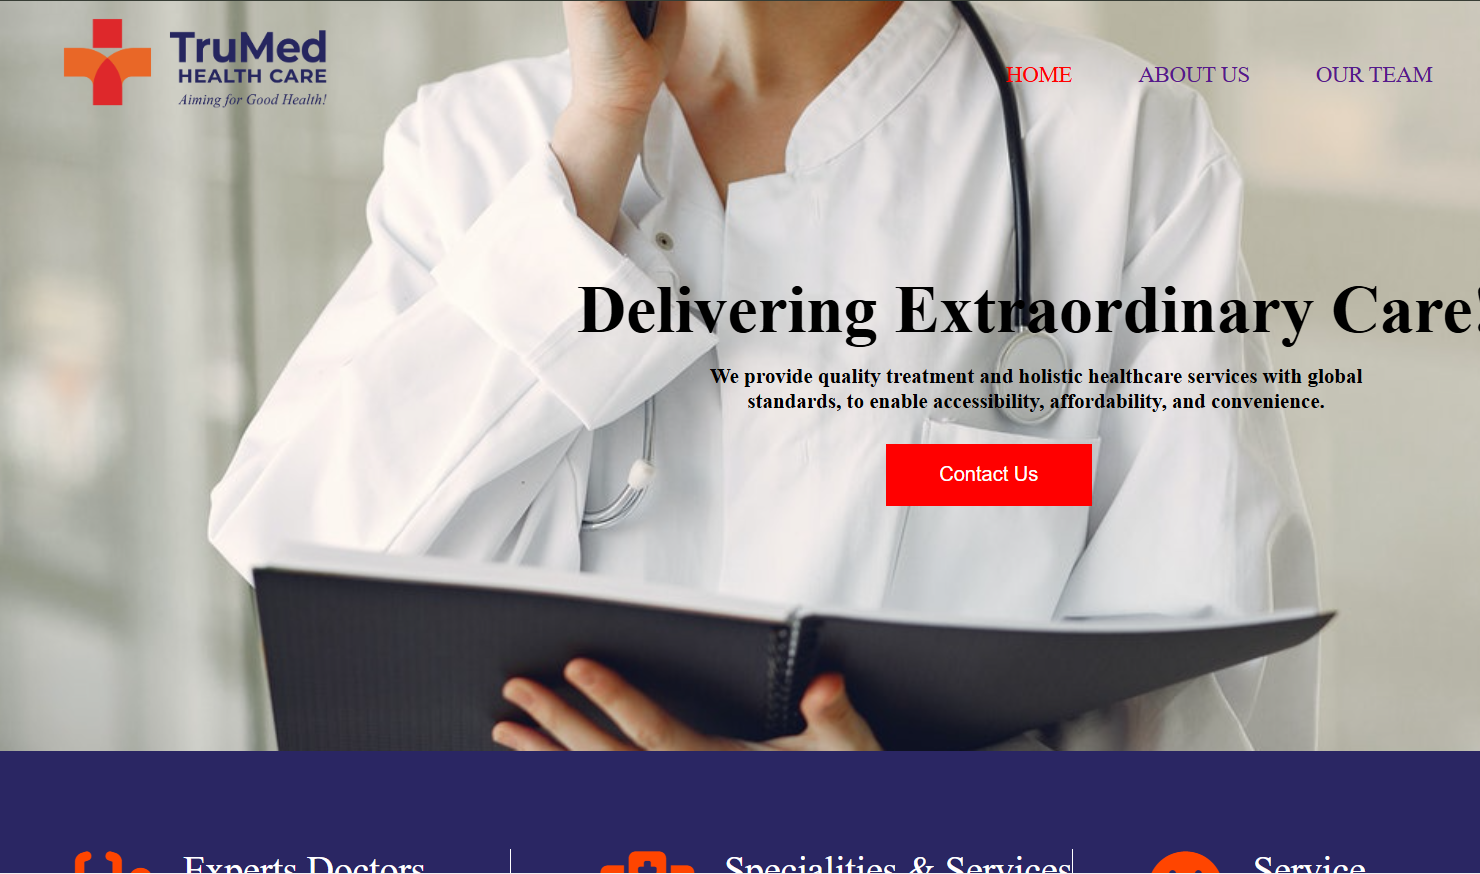 TruMed
HEALTH CARE
Aiming for Good Health!
HOME ABOUT US OUR TEAM
Delivering Extraordinary Care!
We provide quality treatment and holistic healthcare services with global
standards, to enable accessibility, affordability, and convenience.
Contact Us
Experts Doctors
Specialities & Services
Service